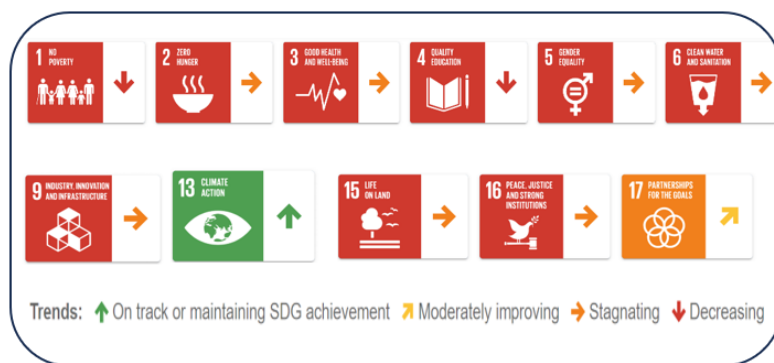 1 NO
POVERTY
2 ZERO
HUNGER
3 GOOD HEALTH
AND WELL-BEING
4 QUALITY
EDUCATION
5 GENDER
EQUALITY
6 CLEAN WATER
AND SANITATION
9 INDUSTRY, INNOVATION
AND INFRASTRUCTURE
13 CLIMATE
ACTION
15 LIFE
ON LAND
16 PEACE, JUSTICE
AND STRONG
INSTITUTIONS
17 PARTNERSHIPS
FOR THE GOALS
Trends: On track or maintaining SDG achievement Moderately improving Stagnating Decreasing